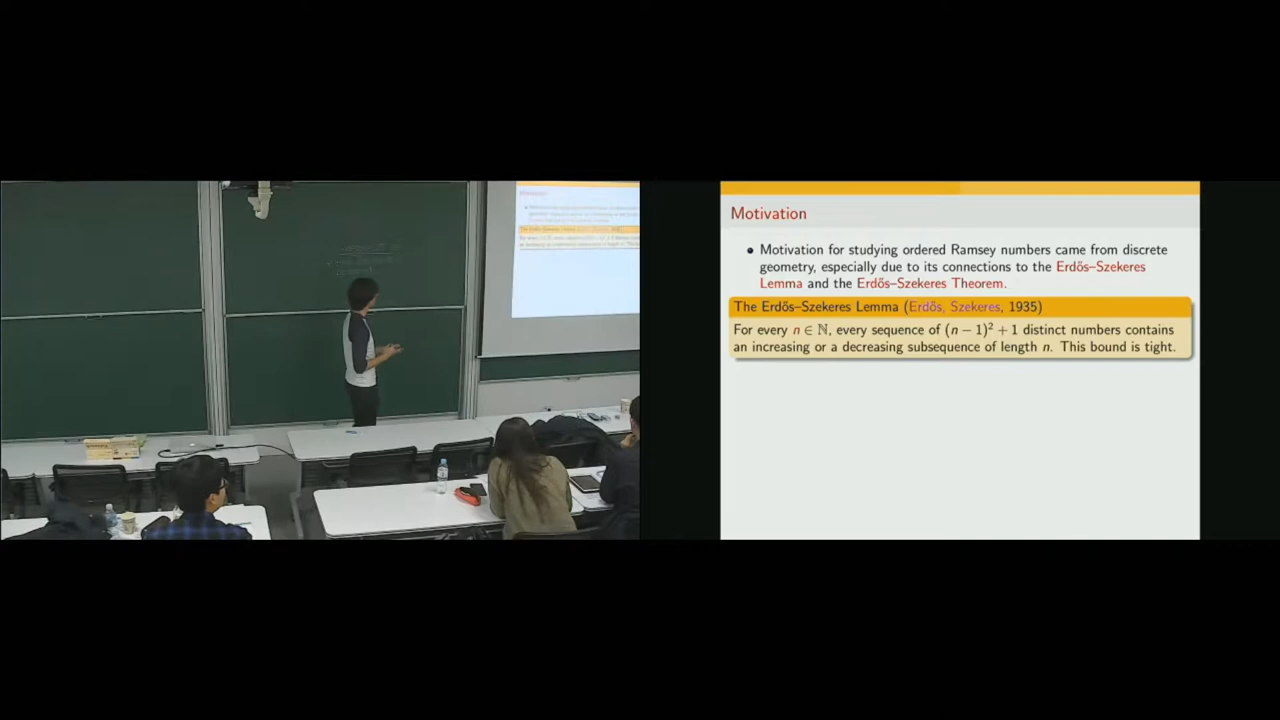 Motivation
Motivation for studying ordered Ramsey numbers came from discrete
geometry, especially due to its connections to the Erdős–Szekeres
Lemma and the Erdős–Szekeres Theorem.
The Erdős–Szekeres Lemma (Erdős, Szekeres, 1935)
For every n ∈ ℕ, every sequence of (n − 1)² + 1 distinct numbers contains
an increasing or a decreasing subsequence of length n. This bound is tight.